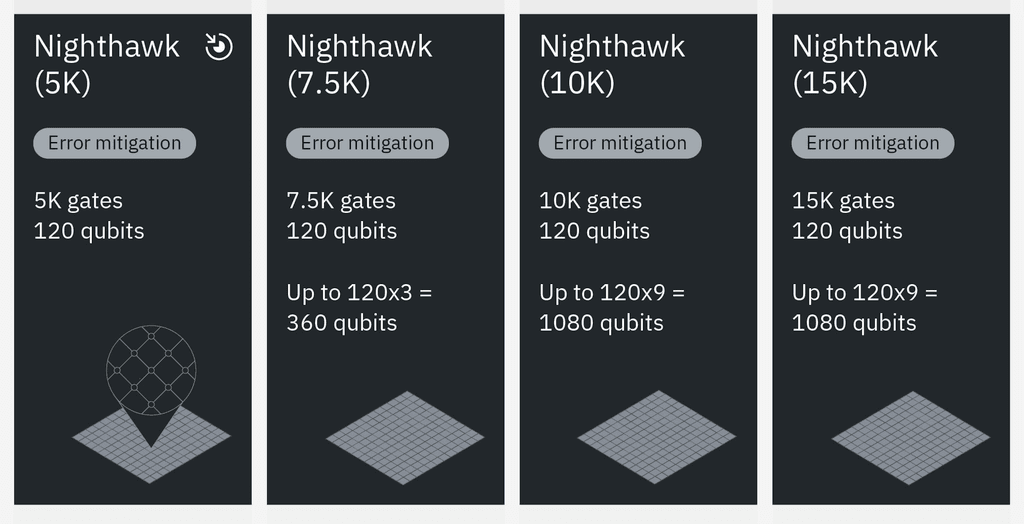 Nighthawk
(5K)
Error mitigation
5K gates
120 qubits
Nighthawk
(7.5K)
Error mitigation
7.5K gates
120 qubits
Up to 120x3 =
360 qubits
Nighthawk
(10K)
Error mitigation
10K gates
120 qubits
Up to 120x9 =
1080 qubits
Nighthawk
(15K)
Error mitigation
15K gates
120 qubits
Up to 120x9 =
1080 qubits